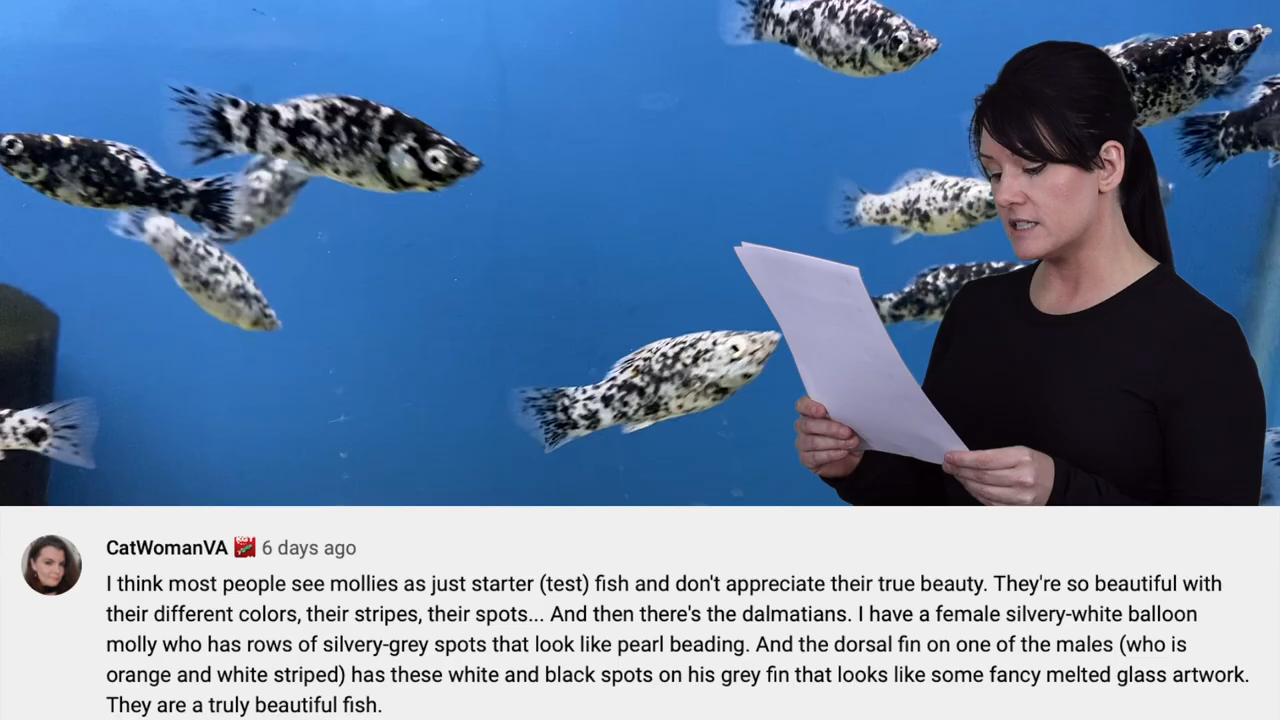 CatWomanVA 6 days ago
I think most people see mollies as just starter (test) fish and don't appreciate their true beauty. They're so beautiful with
their different colors, their stripes, their spots... And then there's the dalmatians. I have a female silvery-white balloon
molly who has rows of silvery-grey spots that look like pearl beading. And the dorsal fin on one of the males (who is
orange and white striped) has these white and black spots on his grey fin that looks like some fancy melted glass artwork.
They are a truly beautiful fish.